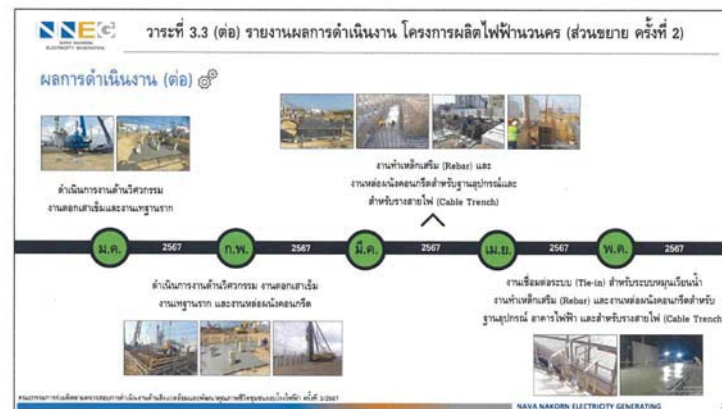 NNEG
NAVA NAKORN
ELECTRICITY GENERATING
วาระที่ 3.3 (ต่อ) รายงานผลการดำเนินงาน โครงการผลิตไฟฟ้านวนคร (ส่วนขยาย ครั้งที่ 2)
ผลการดำเนินงาน (ต่อ)
ดำเนินการงานด้านวิศวกรรม
งานตอกเสาเข็มและงานเทฐานราก
งานทำเหล็กเสริม (Rebar) และ
งานหล่อผนังคอนกรีตสำหรับฐานอุปกรณ์และ
สำหรับรางสายไฟ (Cable Trench)
ม.ค. 2567 ก.พ. 2567 มี.ค. 2567 เม.ย. 2567 พ.ค. 2567
ดำเนินการงานด้านวิศวกรรม งานตอกเสาเข็ม
งานเทฐานราก และงานหล่อผนังคอนกรีต
งานเชื่อมต่อระบบ (Tie-in) สำหรับระบบหมุนเวียนน้ำ
งานทำเหล็กเสริม (Rebar) และงานหล่อผนังคอนกรีตสำหรับ
ฐานอุปกรณ์ อาคารไฟฟ้า และสำหรับรางสายไฟ (Cable Trench
NAVA NAKORN ELECTRICITY GENERATING